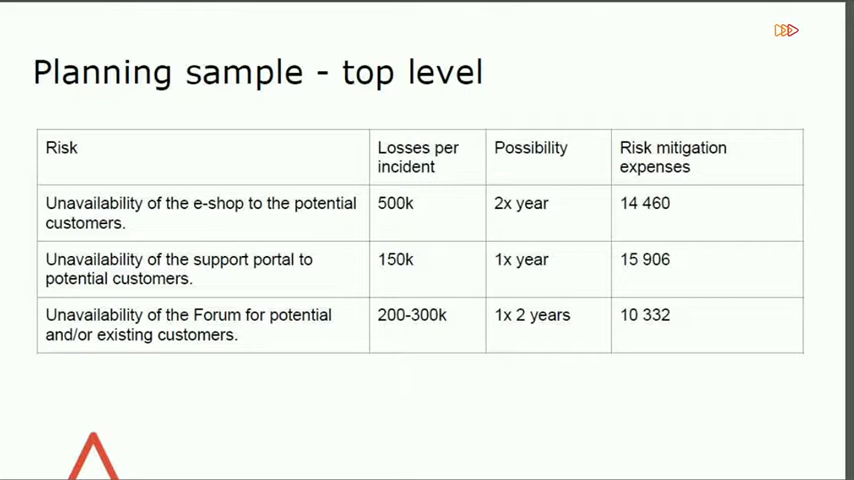 Planning sample - top level
Risk
Losses per
incident
Possibility
Risk mitigation
expenses
Unavailability of the e-shop to the potential
customers.
500k
2x year
14 460
Unavailability of the support portal to
potential customers.
150k
1x year
15 906
Unavailability of the Forum for potential
and/or existing customers.
200-300k
1x 2 years
10 332